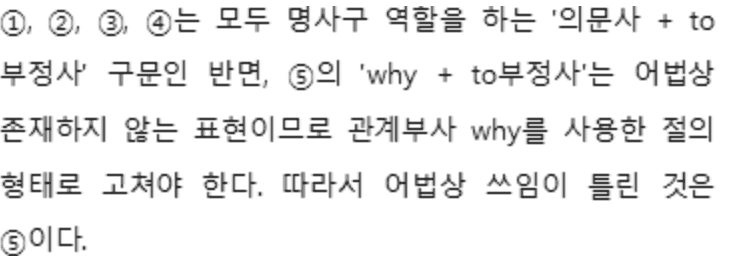 ①, ②, ③, ④는 모두 명사구 역할을 하는 '의문사 + to
부정사' 구문인 반면, ⑤의 'why + to부정사'는 어법상
존재하지 않는 표현이므로 관계부사 why를 사용한 절의
형태로 고쳐야 한다. 따라서 어법상 쓰임이 틀린 것은
⑤이다.